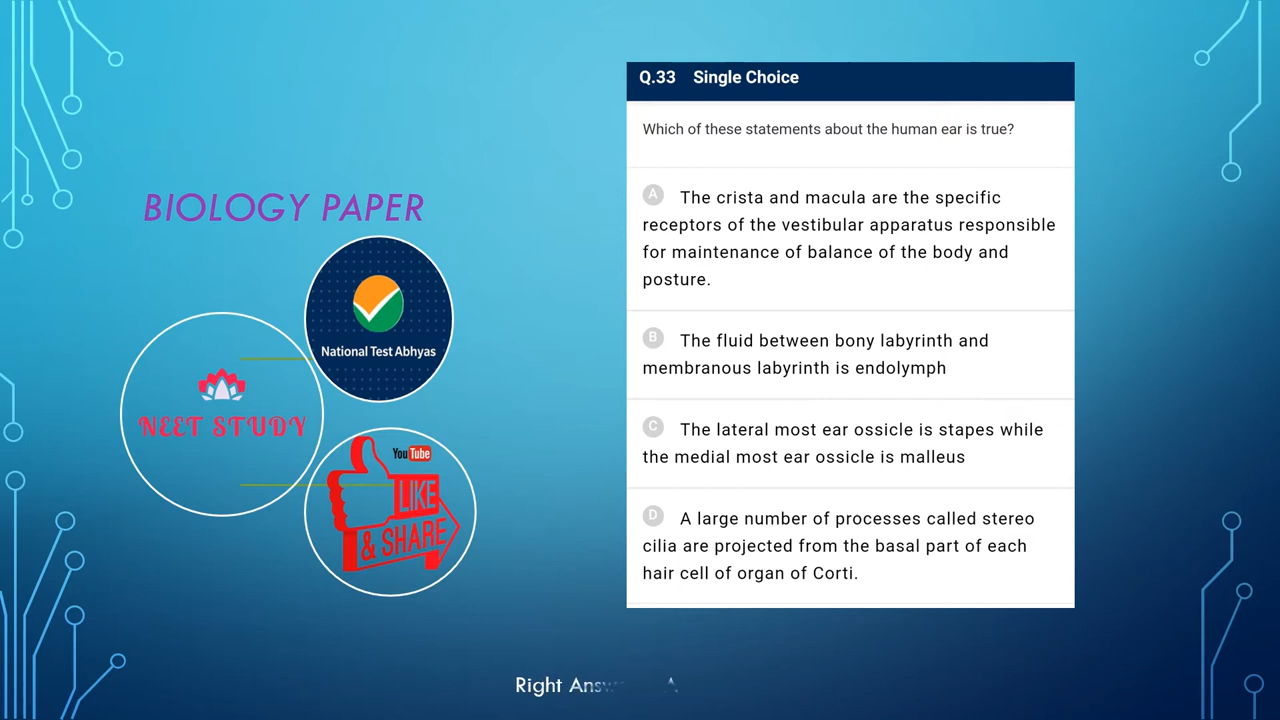 BIOLOGY PAPER
National Test Abhyas
NEET STUDY
YouTube
LIKE
& SHARE
Q.33 Single Choice
Which of these statements about the human ear is true?
A The crista and macula are the specific
receptors of the vestibular apparatus responsible
for maintenance of balance of the body and
posture.
B The fluid between bony labyrinth and
membranous labyrinth is endolymph
C The lateral most ear ossicle is stapes while
the medial most ear ossicle is malleus
D A large number of processes called stereo
cilia are projected from the basal part of each
hair cell of organ of Corti.
Right A